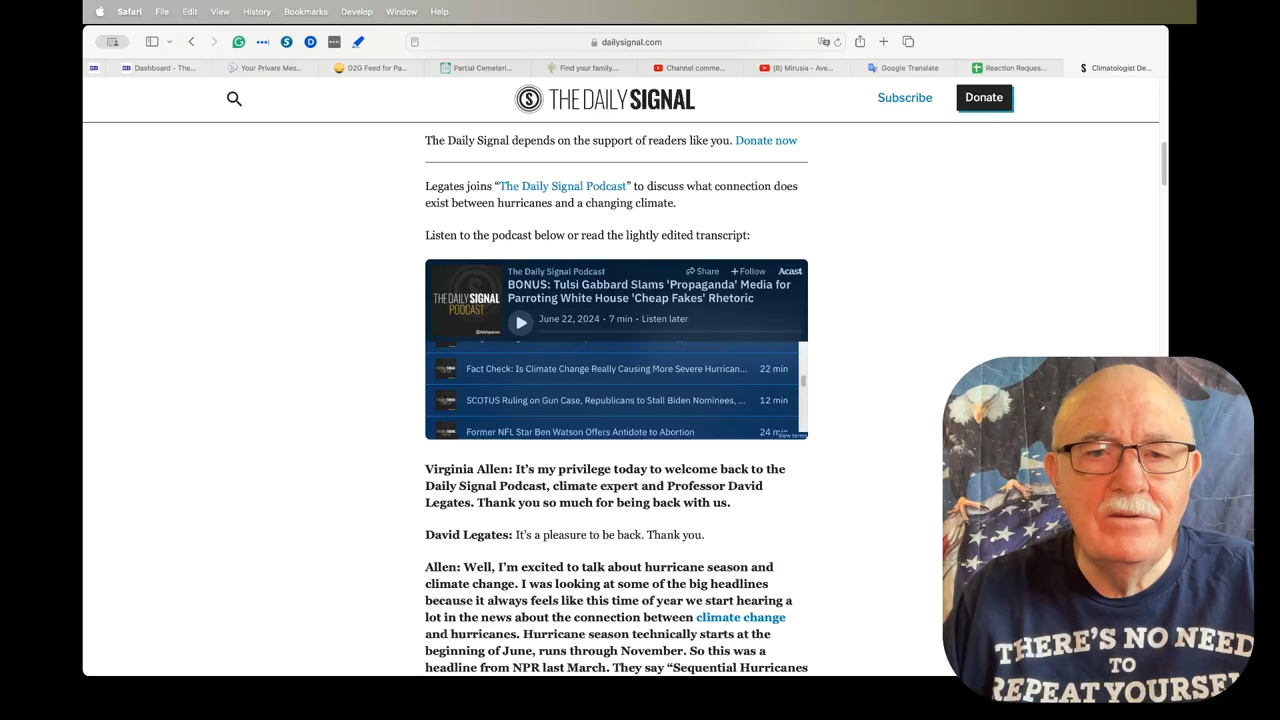 Safari File Edit View History Bookmarks Develop Window Help
dailysignal.com
Dashboard - The... Your Private Mes... G2G Feed for Pa... Partial Cemeteri... Find your family.... Channel comme... (8) Mirusia - Ave... Google Translate Reaction Reques... Climatologist De...
THE DAILY SIGNAL
Subscribe
Donate
The Daily Signal depends on the support of readers like you. Donate now
Legates joins “The Daily Signal Podcast” to discuss what connection does
exist between hurricanes and a changing climate.
Listen to the podcast below or read the lightly edited transcript:
THE DAILY SIGNAL
PODCAST
The Daily Signal Podcast
Share +Follow Acast
BONUS: Tulsi Gabbard Slams 'Propaganda' Media for
Parroting White House 'Cheap Fakes' Rhetoric
June 22, 2024 • 7 min • Listen later
Fact Check: Is Climate Change Really Causing More Severe Hurrican... 22 min
SCOTUS Ruling on Gun Case, Republicans to Stall Biden Nominees, ... 12 min
Former NFL Star Ben Watson Offers Antidote to Abortion 24 min
View terms
Virginia Allen: It’s my privilege today to welcome back to the
Daily Signal Podcast, climate expert and Professor David
Legates. Thank you so much for being back with us.
David Legates: It’s a pleasure to be back. Thank you.
Allen: Well, I’m excited to talk about hurricane season and
climate change. I was looking at some of the big headlines
because it always feels like this time of year we start hearing a
lot in the news about the connection between climate change
and hurricanes. Hurricane season technically starts at the
beginning of June, runs through November. So this was a
headline from NPR last March. They say “Sequential Hurricanes
THERE'S NO NEED
TO
REPEAT YOURSE